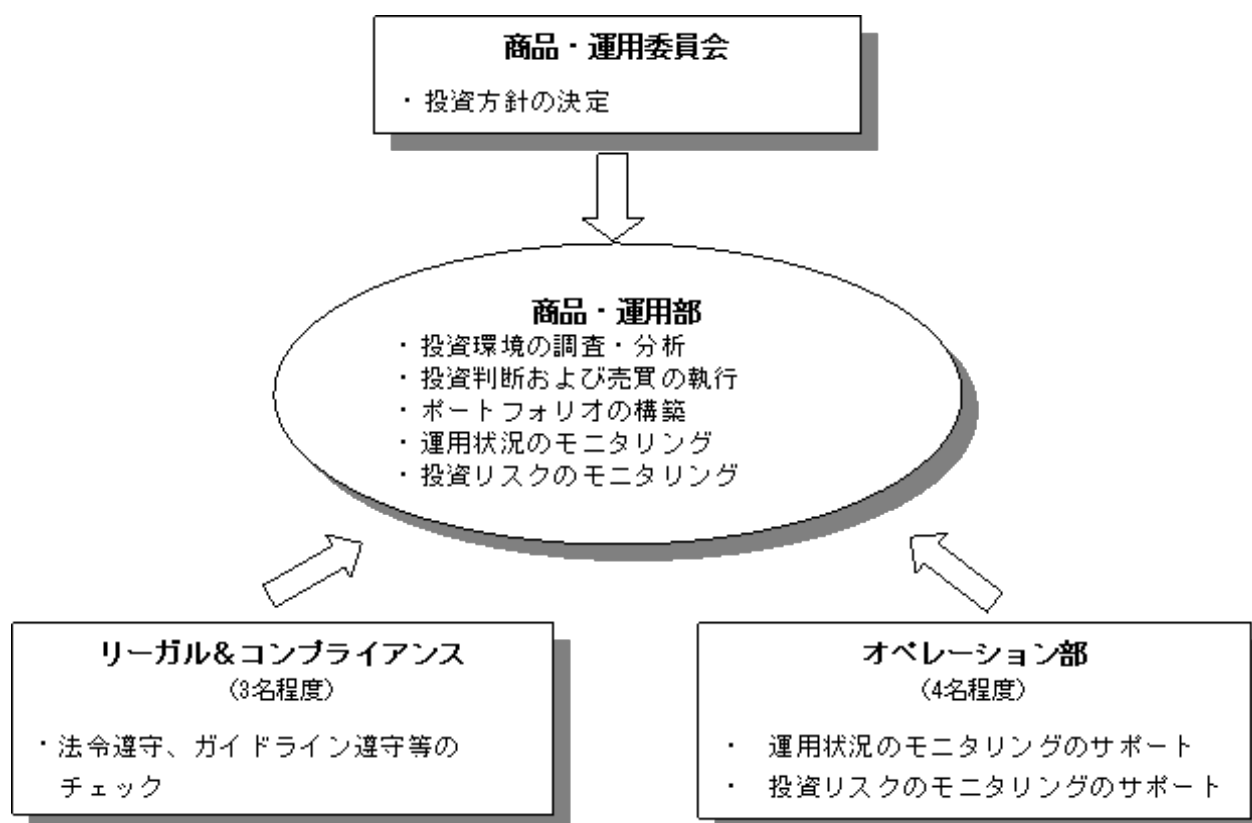 商品・運用委員会
・投資方針の決定
商品・運用部
・投資環境の調査・分析
・投資判断および売買の執行
・ポートフォリオの構築
・運用状況のモニタリング
・投資リスクのモニタリング
リーガル&コンプライアンス
(3名程度)
・法令遵守、ガイドライン遵守等の
チェック
オペレーション部
(4名程度)
・ 運用状況のモニタリングのサポート
・ 投資リスクのモニタリングのサポート